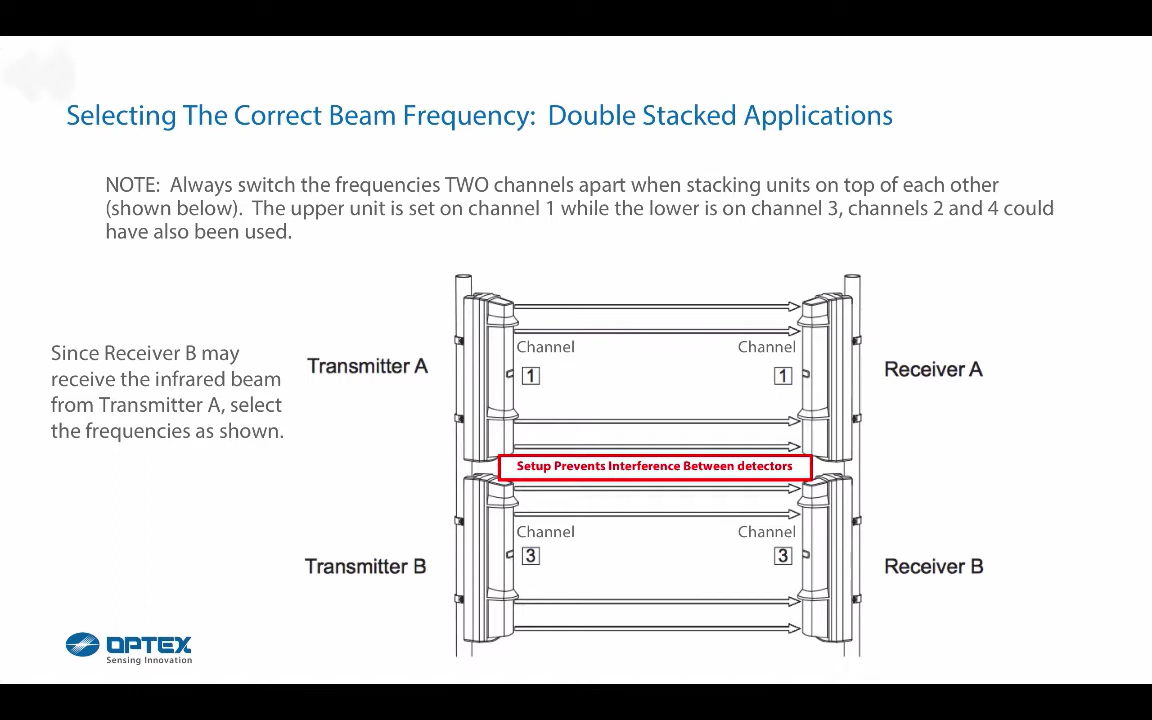 Selecting The Correct Beam Frequency:  Double Stacked Applications
NOTE:  Always switch the frequencies TWO channels apart when stacking units on top of each other
(shown below).  The upper unit is set on channel 1 while the lower is on channel 3, channels 2 and 4 could
have also been used.
Since Receiver B may
receive the infrared beam
from Transmitter A, select
the frequencies as shown.
Transmitter A
Channel
1
Channel
1
Receiver A
Setup Prevents Interference Between detectors
Transmitter B
Channel
3
Channel
3
Receiver B
OPTEX
Sensing Innovation